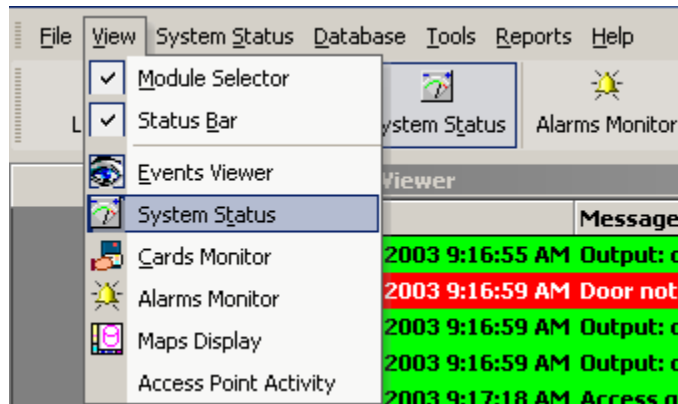 File View System Status Database Tools Reports Help
Module Selector
Status Bar
System Status Alarms Monitor
Events Viewer
Viewer
System Status
Message
Cards Monitor
2003 9:16:55 AM Output:
Alarms Monitor
2003 9:16:59 AM Door not
Maps Display
2003 9:16:59 AM Output:
2003 9:16:59 AM Output:
Access Point Activity
2003 9:17:18 AM Access